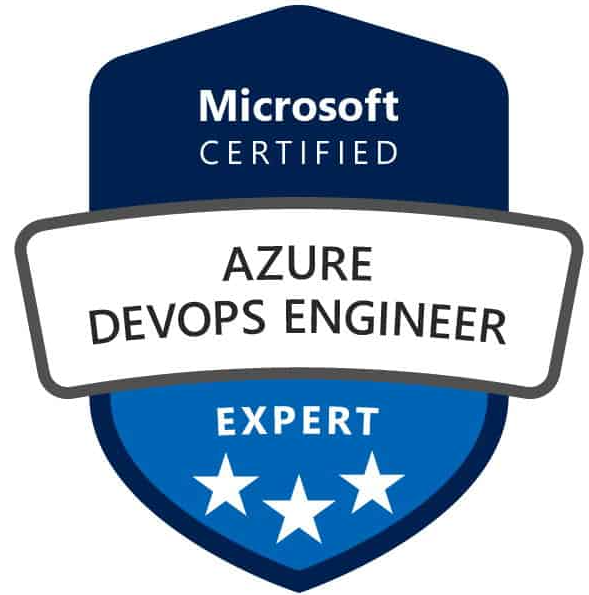 Microsoft
CERTIFIED
AZURE
DEVOPS ENGINEER
EXPERT